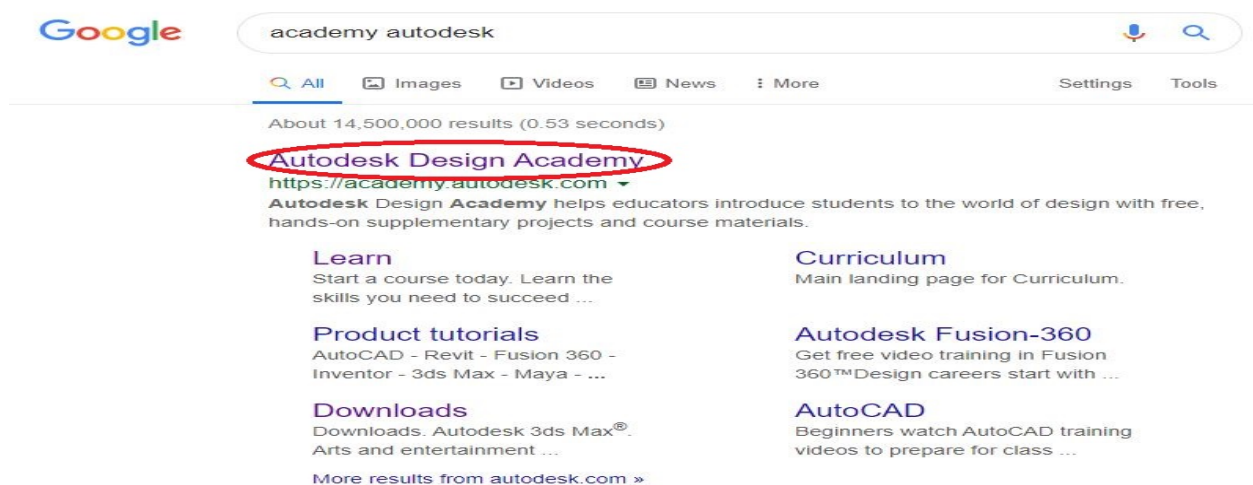 Google
academy autodesk
All Images Videos News More Settings Tools
About 14,500,000 results (0.53 seconds)
Autodesk Design Academy
https://academy.autodesk.com
Autodesk Design Academy helps educators introduce students to the world of design with free,
hands-on supplementary projects and course materials.
Learn
Start a course today. Learn the
skills you need to succeed ...
Curriculum
Main landing page for Curriculum.
Product tutorials
AutoCAD - Revit - Fusion 360 -
Inventor - 3ds Max - Maya - ...
Autodesk Fusion-360
Get free video training in Fusion
360™Design careers start with ...
Downloads
Downloads. Autodesk 3ds Max®.
Arts and entertainment ...
AutoCAD
Beginners watch AutoCAD training
videos to prepare for class ...
More results from autodesk.com »